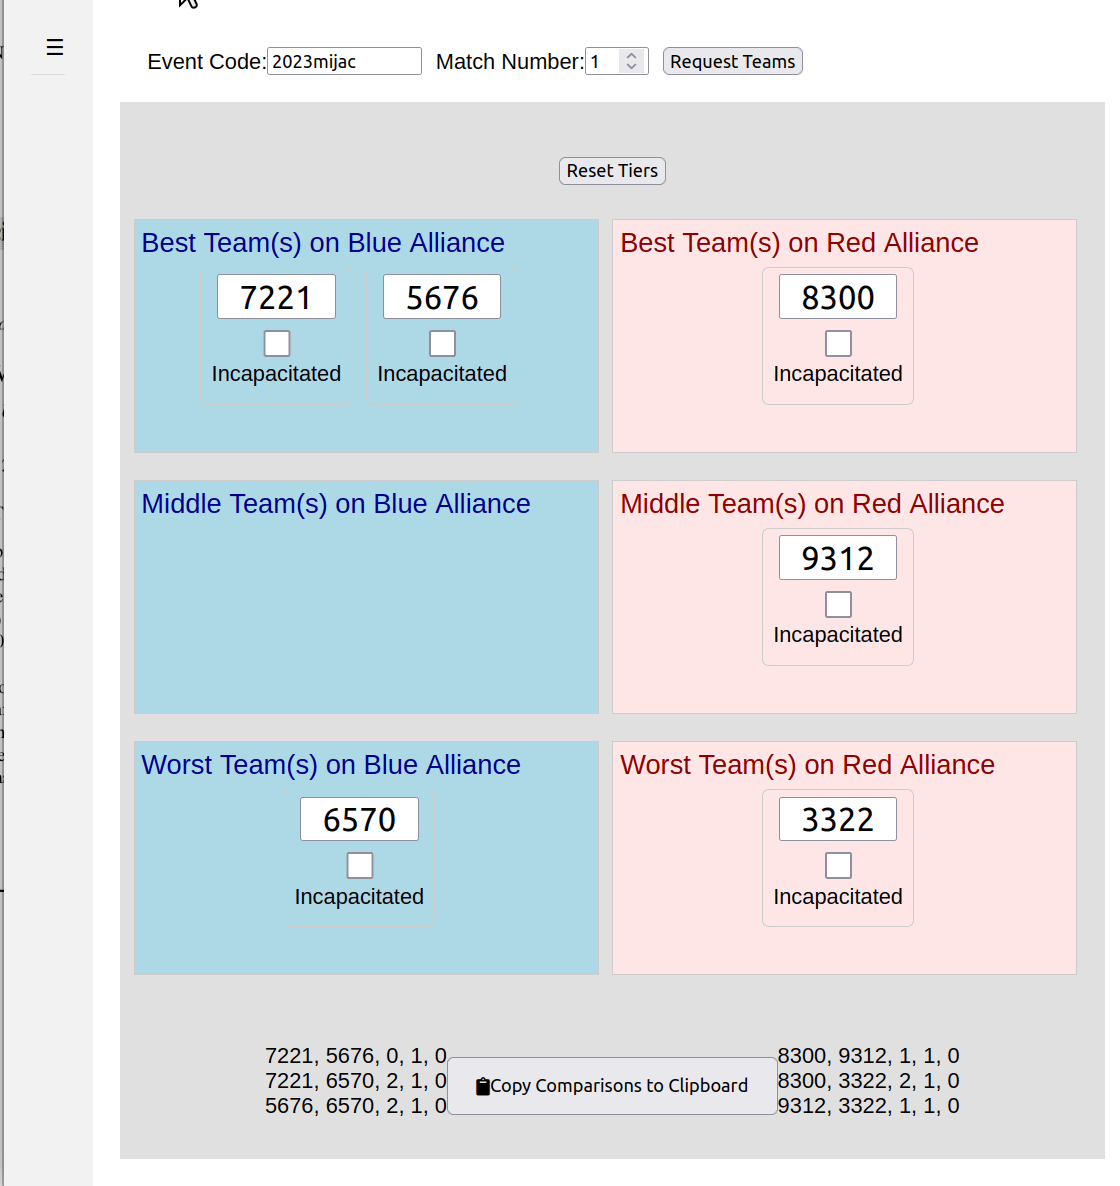 ☰
Event Code: 2023mijac Match Number: 1 Request Teams
Reset Tiers
Best Team(s) on Blue Alliance
7221 5676
Incapacitated Incapacitated
Best Team(s) on Red Alliance
8300
Incapacitated
Middle Team(s) on Blue Alliance
Middle Team(s) on Red Alliance
9312
Incapacitated
Worst Team(s) on Blue Alliance
6570
Incapacitated
Worst Team(s) on Red Alliance
3322
Incapacitated
7221, 5676, 0, 1, 0
7221, 6570, 2, 1, 0
5676, 6570, 2, 1, 0
Copy Comparisons to Clipboard
8300, 9312, 1, 1, 0
8300, 3322, 2, 1, 0
9312, 3322, 1, 1, 0